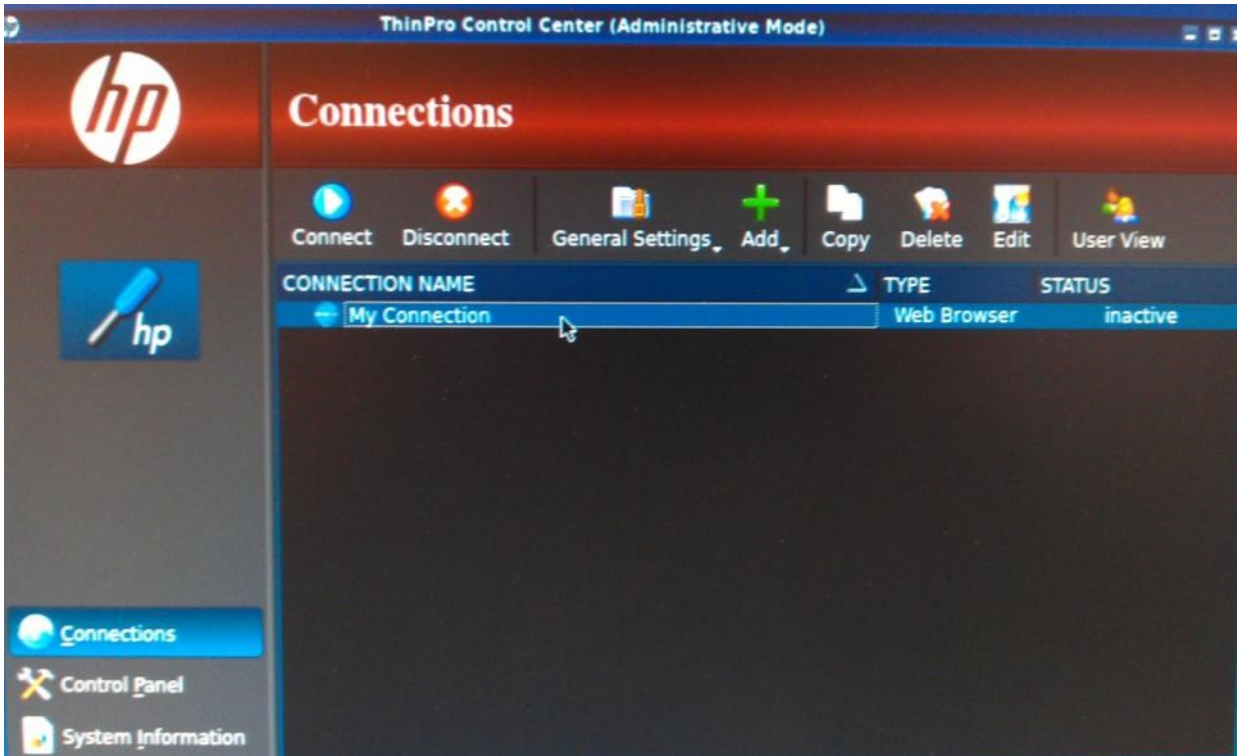 ThinPro Control Center (Administrative Mode)
hp
Connections
Connect Disconnect General Settings Add Copy Delete Edit User View
hp
CONNECTION NAME TYPE STATUS
My Connection Web Browser inactive
Connections
Control Panel
System Information